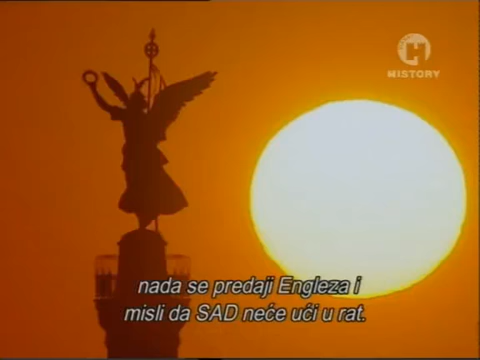 HISTORY
nada se predaji Engleza i
misli da SAD neće ući u rat.